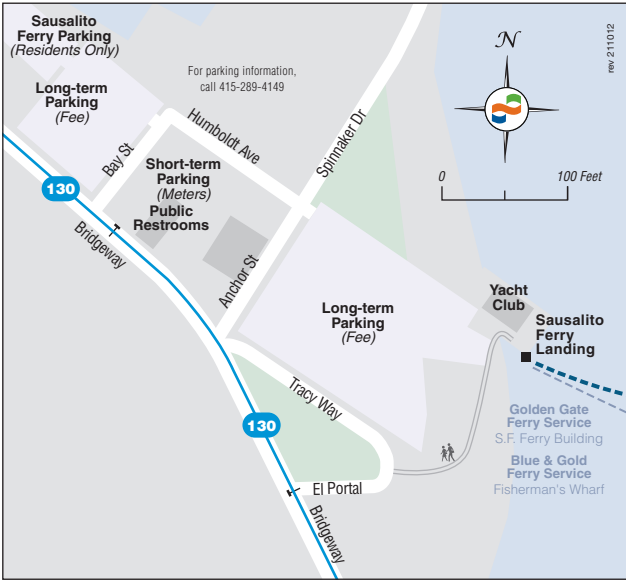 Sausalito
Ferry Parking
(Residents Only)
Long-term
Parking
(Fee)
For parking information,
call 415-289-4149
N
rev 211012
Humboldt Ave
Spinnaker Dr
Bay St
Short-term
Parking
(Meters)
Public
Restrooms
0 100 Feet
130
Bridgeway
Anchor St
Long-term
Parking
(Fee)
Yacht
Club
Sausalito
Ferry
Landing
Tracy Way
130
Golden Gate
Ferry Service
S.F. Ferry Building
Blue & Gold
Ferry Service
Fisherman's Wharf
El Portal
Bridgeway